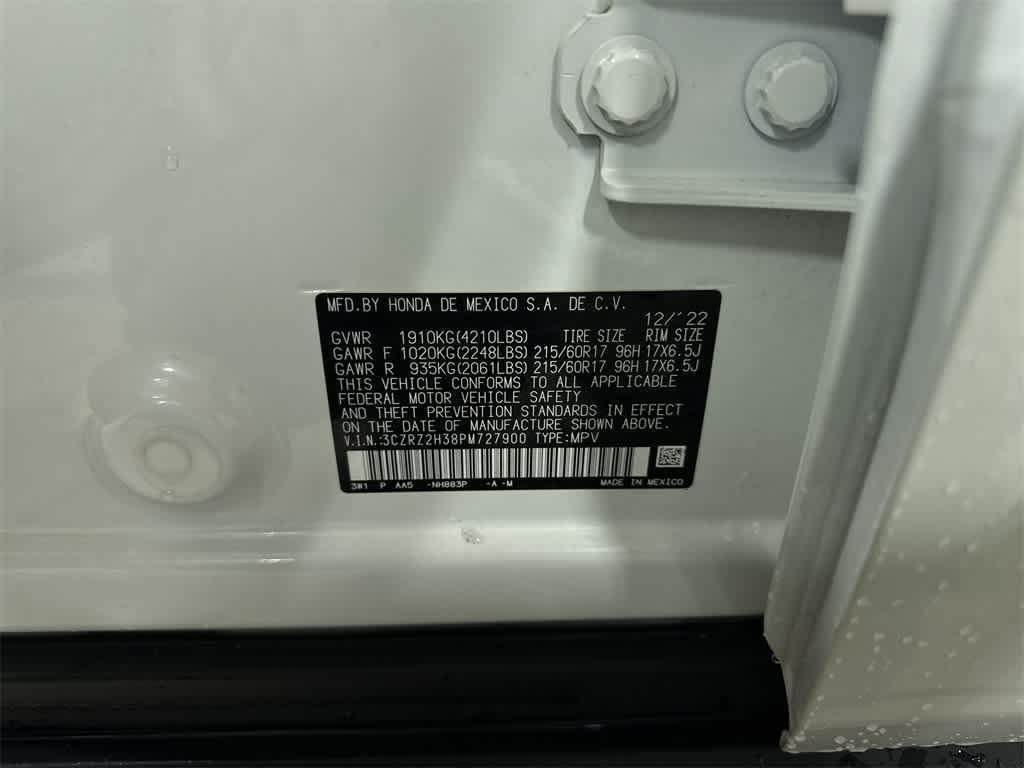 MFD.BY HONDA DE MEXICO S.A. DE C.V.
12/'22
GVWR 1910KG(4210LBS) TIRE SIZE RIM SIZE
GAWR F 1020KG(2248LBS) 215/60R17 96H 17X6.5J
GAWR R 935KG(2061LBS) 215/60R17 96H 17X6.5J
THIS VEHICLE CONFORMS TO ALL APPLICABLE
FEDERAL MOTOR VEHICLE SAFETY
AND THEFT PREVENTION STANDARDS IN EFFECT
ON THE DATE OF MANUFACTURE SHOWN ABOVE.
V.I.N.:3CZRZ2H38PM727900 TYPE:MPV
3W1 P AA5 -NH883P -A -M MADE IN MEXICO